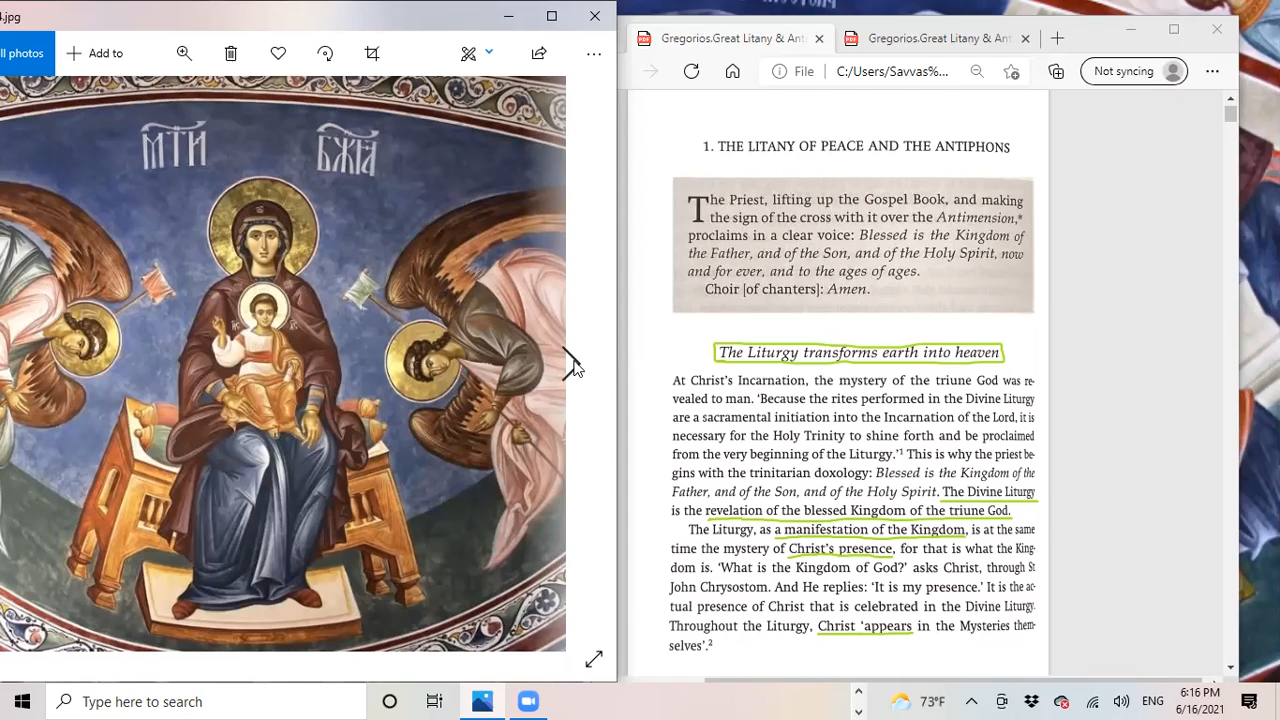 .jpg
ll photos
Add to
МТИ
БЖІА
ІС
ХС
Gregorios.Great Litany & Ant
Gregorios.Great Litany & Ant
File
C:/Users/Savvas%...
Not syncing
1. THE LITANY OF PEACE AND THE ANTIPHONS
The Priest, lifting up the Gospel Book, and making
the sign of the cross with it over the Antimension,*
proclaims in a clear voice: Blessed is the Kingdom of
the Father, and of the Son, and of the Holy Spirit, now
and for ever, and to the ages of ages.
Choir [of chanters]: Amen.
The Liturgy transforms earth into heaven
At Christ's Incarnation, the mystery of the triune God was re-
vealed to man. 'Because the rites performed in the Divine Liturgy
are a sacramental initiation into the Incarnation of the Lord, it is
necessary for the Holy Trinity to shine forth and be proclaimed
from the very beginning of the Liturgy.'1 This is why the priest be-
gins with the trinitarian doxology: Blessed is the Kingdom of the
Father, and of the Son, and of the Holy Spirit. The Divine Liturgy
is the revelation of the blessed Kingdom of the triune God.
The Liturgy, as a manifestation of the Kingdom, is at the same
time the mystery of Christ's presence, for that is what the King-
dom is. 'What is the Kingdom of God?' asks Christ, through St
John Chrysostom. And He replies: 'It is my presence.' It is the ac-
tual presence of Christ that is celebrated in the Divine Liturgy.
Throughout the Liturgy, Christ 'appears in the Mysteries them-
selves'.2
Type here to search
73°F
ENG
6:16 PM
6/16/2021